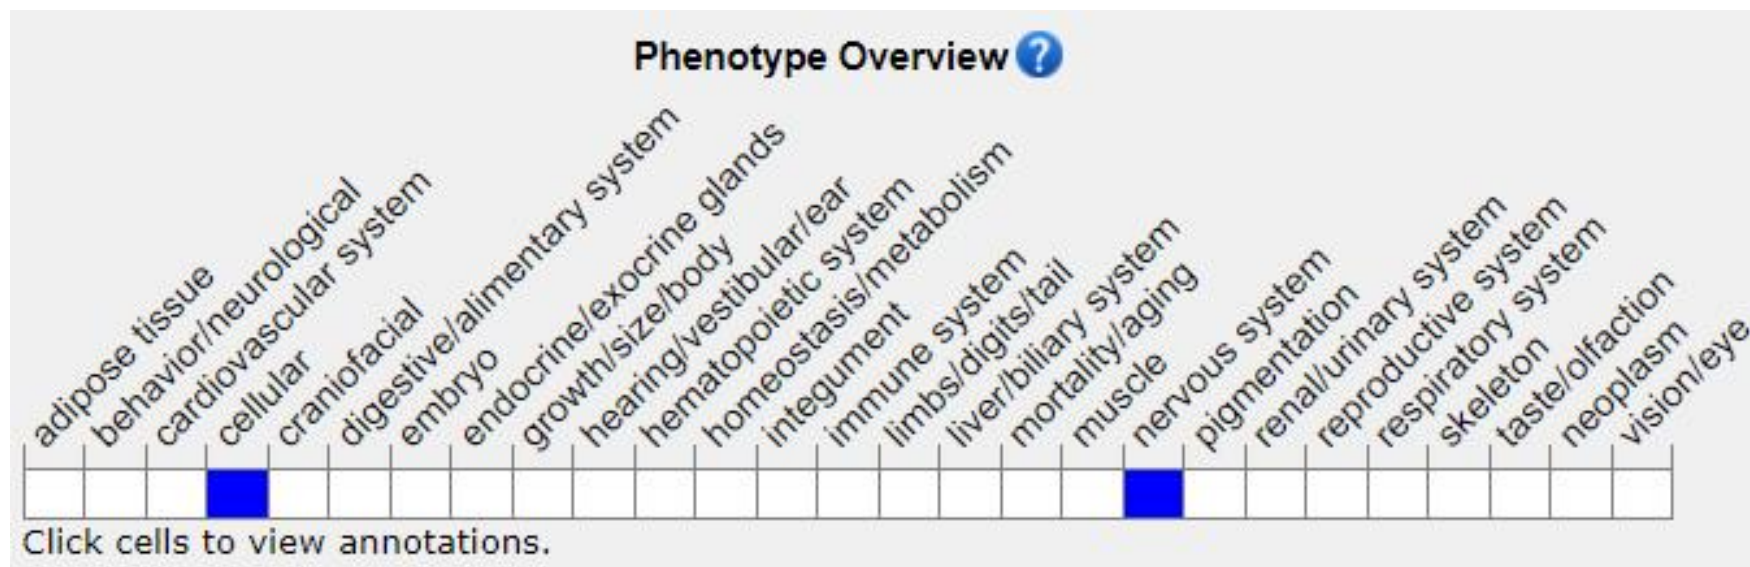 Phenotype Overview ?
adipose tissue
behavior/neurological
cardiovascular system
cellular
craniofacial
digestive/alimentary system
embryo
endocrine/exocrine glands
growth/size/body
hearing/vestibular/ear
hematopoietic system
homeostasis/metabolism
integument
immune system
limbs/digits/tail
liver/biliary system
mortality/aging
muscle
nervous system
pigmentation
renal/urinary system
reproductive system
respiratory system
skeleton
taste/olfaction
neoplasm
vision/eye
Click cells to view annotations.